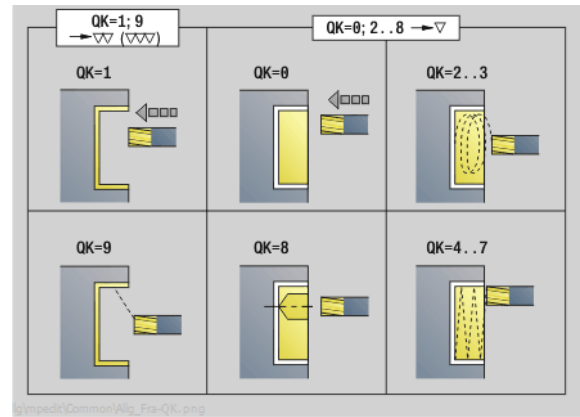 QK=1; 9
→▽▽ (▽▽▽)
QK=0; 2..8 →▽
QK=1
QK=0
QK=2..3
QK=9
QK=8
QK=4..7
lg\mpedit\Common\Allg_Fra-QK.png